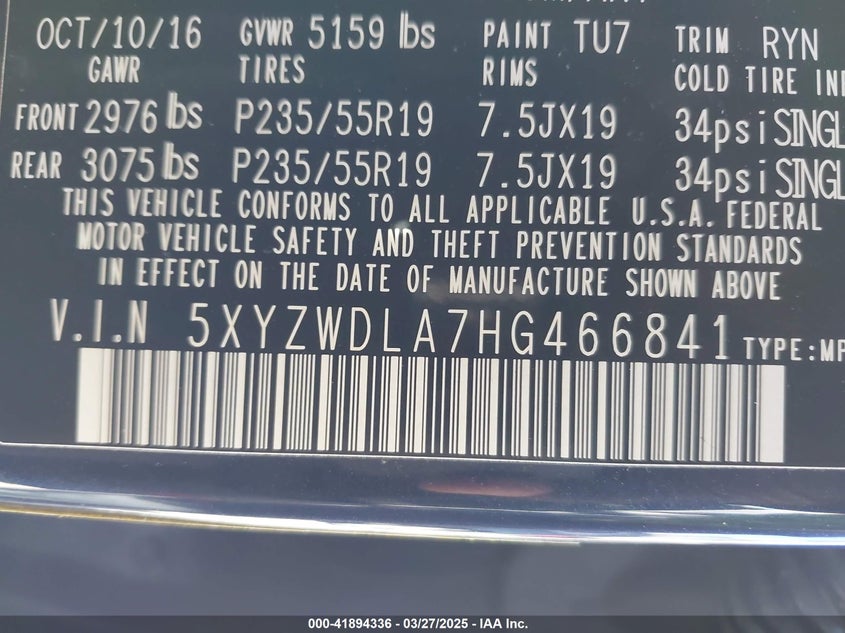 OCT/10/16 GVWR 5159 lbs PAINT TU7 TRIM RYN
GAWR TIRES RIMS COLD TIRE IN
FRONT 2976 lbs P235/55R19 7.5JX19 34psi SINGL
REAR 3075 lbs P235/55R19 7.5JX19 34psi SINGL
THIS VEHICLE CONFORMS TO ALL APPLICABLE U.S.A. FEDERAL
MOTOR VEHICLE SAFETY AND THEFT PREVENTION STANDARDS
IN EFFECT ON THE DATE OF MANUFACTURE SHOWN ABOVE
V.I.N 5XYZWDLA7HG466841 TYPE:MP
000-41894336 - 03/27/2025 - IAA Inc.